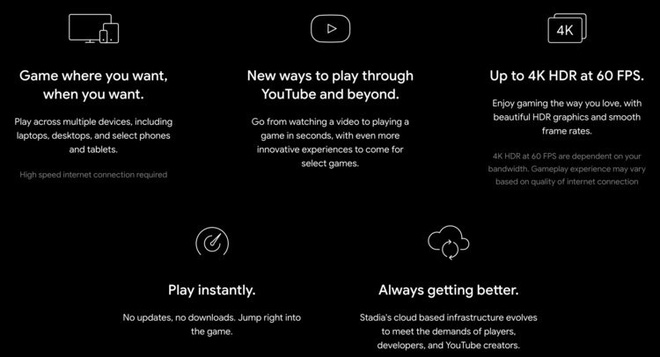 4K
Game where you want,
when you want.
Play across multiple devices, including
laptops, desktops, and select phones
and tablets.
High speed internet connection required
New ways to play through
YouTube and beyond.
Go from watching a video to playing a
game in seconds, with even more
innovative experiences to come for
select games.
Up to 4K HDR at 60 FPS.
Enjoy gaming the way you love, with
beautiful HDR graphics and smooth
frame rates.
4K HDR at 60 FPS are dependent on your
bandwidth. Gameplay experience may vary
based on quality of internet connection
Play instantly.
No updates, no downloads. Jump right into
the game.
Always getting better.
Stadia's cloud based infrastructure evolves
to meet the demands of players,
developers, and YouTube creators.